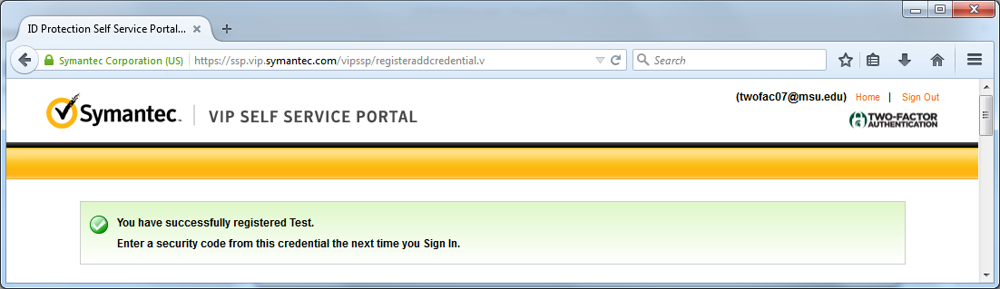 ID Protection Self Service Portal...
Symantec Corporation (US)
https://ssp.vip.symantec.com/vipssp/registeraddcredential.v
Search
(twofac07@msu.edu) Home | Sign Out
Symantec™ | VIP SELF SERVICE PORTAL
TWO-FACTOR
AUTHENTICATION
You have successfully registered Test.
Enter a security code from this credential the next time you Sign In.